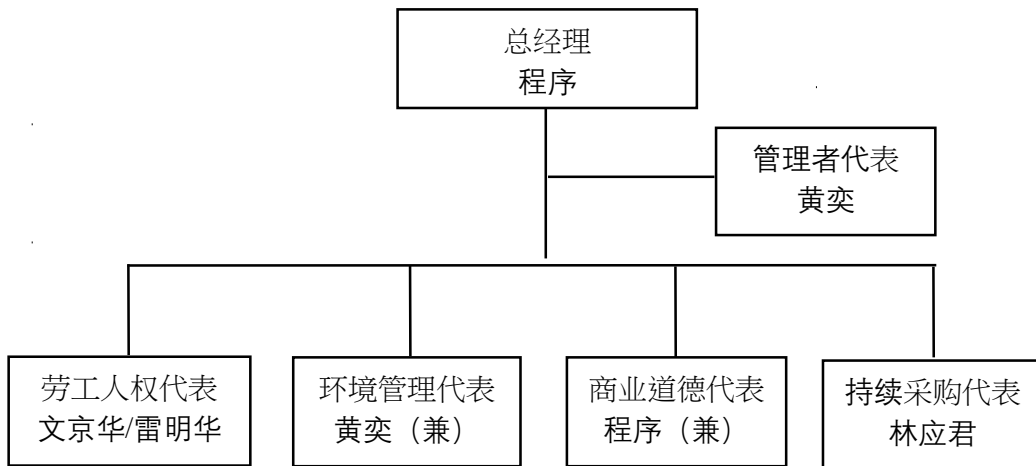 总经理
程序
管理者代表
黄奕
劳工人权代表
文京华/雷明华
环境管理代表
黄奕（兼）
商业道德代表
程序（兼）
持续采购代表
林应君